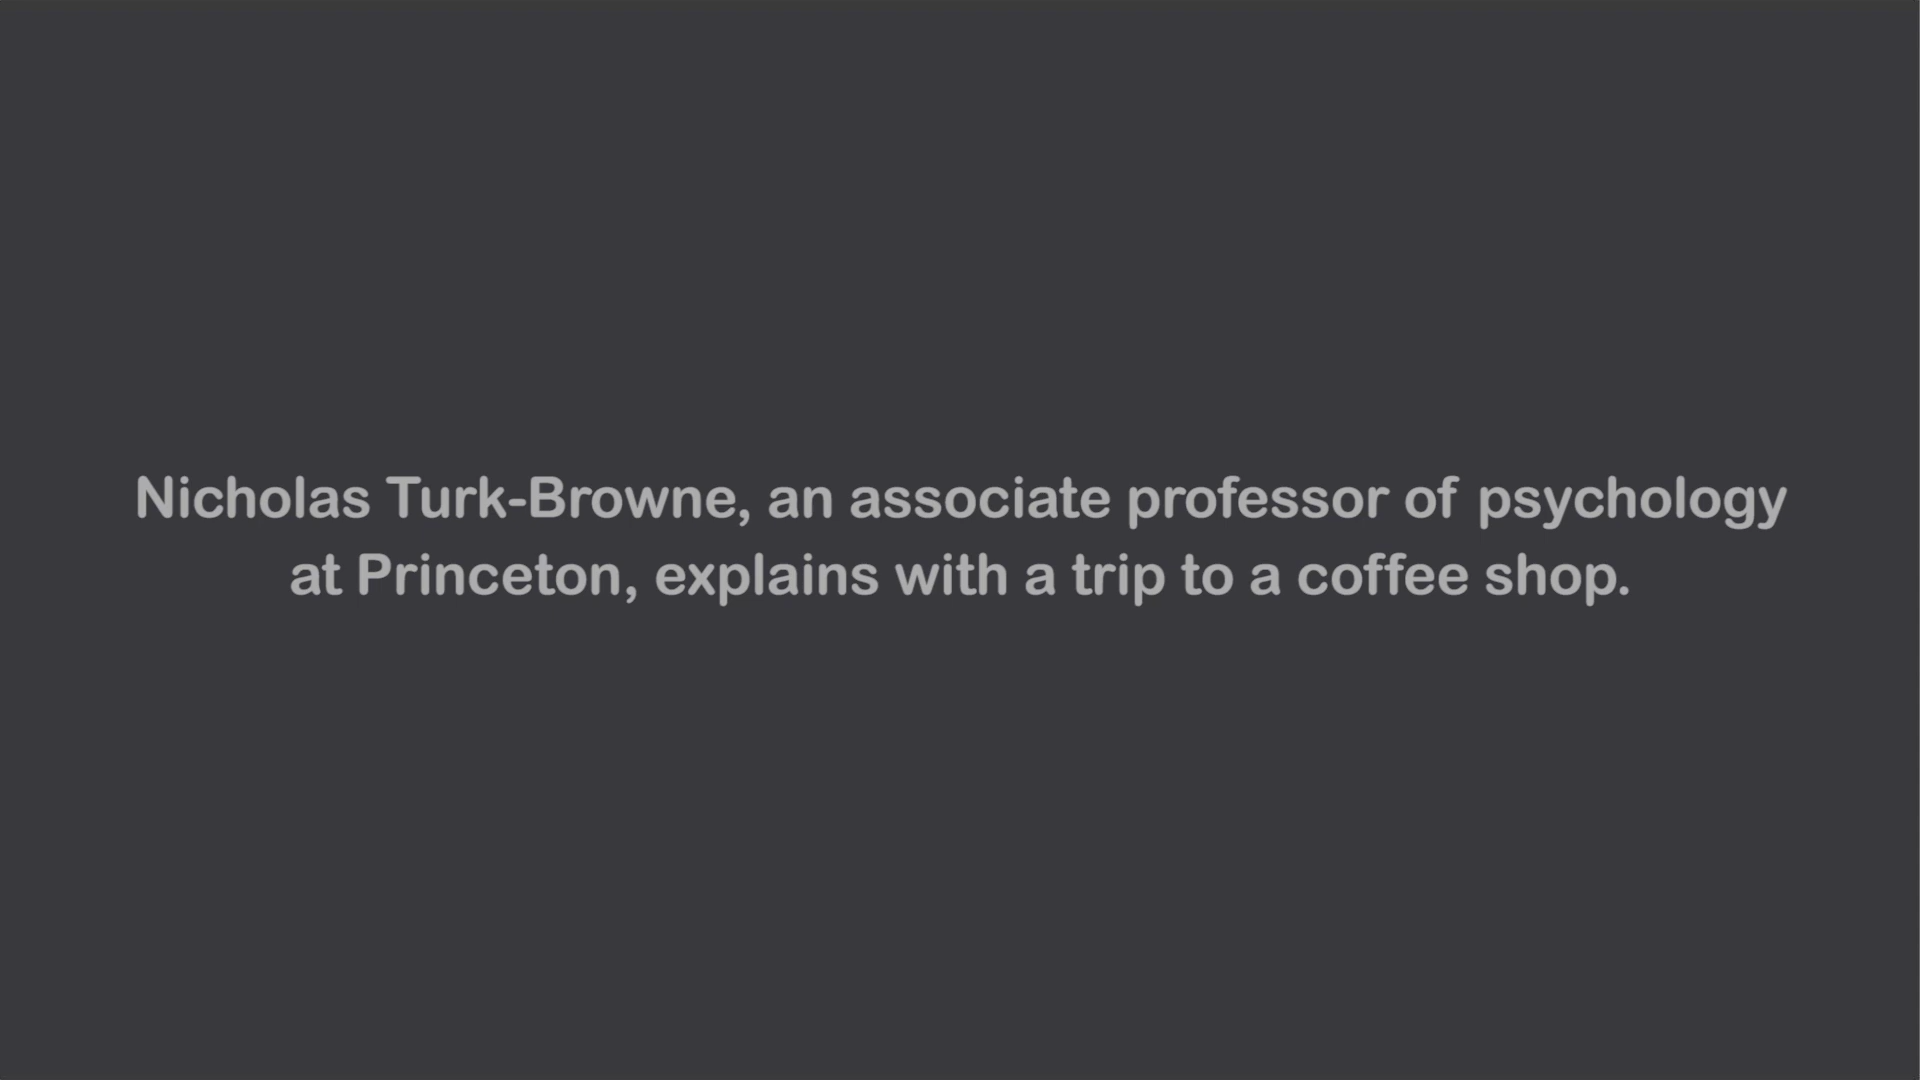 Nicholas Turk-Browne, an associate professor of psychology
at Princeton, explains with a trip to a coffee shop.